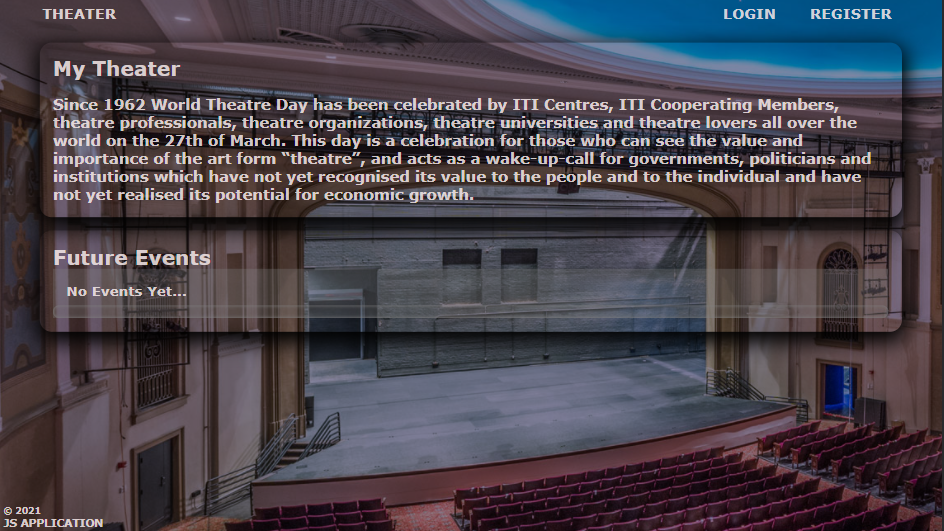 THEATER
LOGIN
REGISTER
My Theater
Since 1962 World Theatre Day has been celebrated by ITI Centres, ITI Cooperating Members,
theatre professionals, theatre organizations, theatre universities and theatre lovers all over the
world on the 27th of March. This day is a celebration for those who can see the value and
importance of the art form “theatre”, and acts as a wake-up-call for governments, politicians and
institutions which have not yet recognised its value to the people and to the individual and have
not yet realised its potential for economic growth.
Future Events
No Events Yet...
© 2021
JS APPLICATION